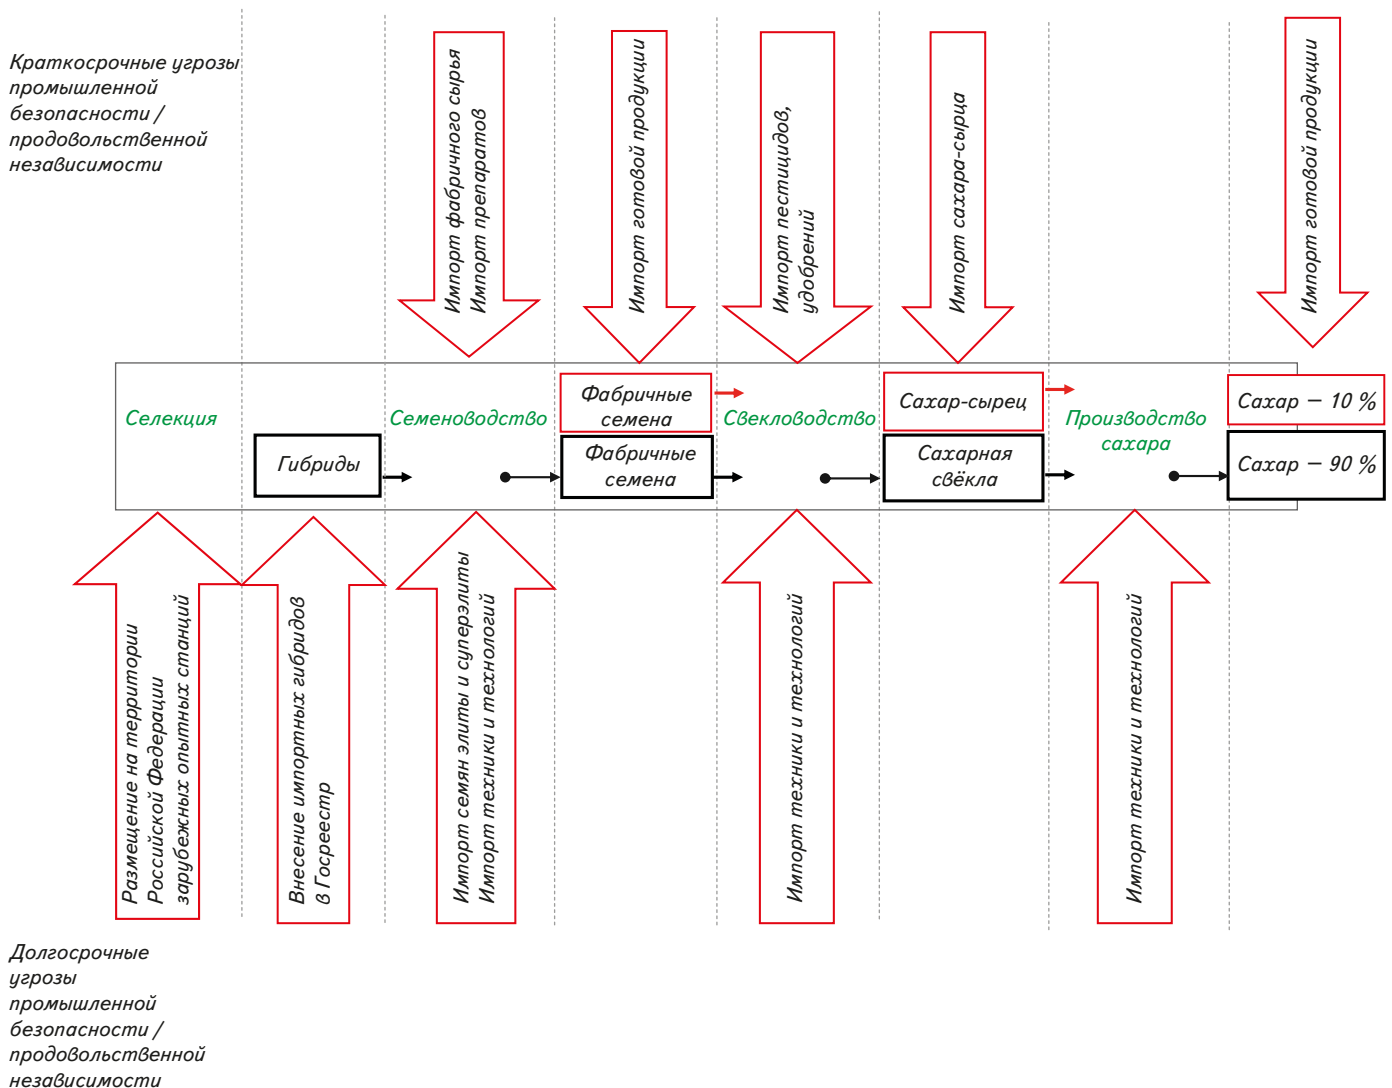 Краткосрочные угрозы
промышленной
безопасности /
продовольственной
независимости
Импорт фабричного сырья
Импорт препаратов
Импорт готовой продукции
Импорт пестицидов,
удобрений
Импорт сахара-сырца
Импорт готовой продукции
Селекция
Гибриды
Семеноводство
Фабричные
семена
Фабричные
семена
Свекловодство
Сахар-сырец
Сахарная
свёкла
Производство
сахара
Сахар – 10 %
Сахар – 90 %
Размещение на территории
Российской Федерации
зарубежных опытных станций
Внесение импортных гибридов
в Госреестр
Импорт семян элиты и суперэлиты
Импорт техники и технологий
Импорт техники и технологий
Импорт техники и технологий
Долгосрочные
угрозы
промышленной
безопасности /
продовольственной
независимости